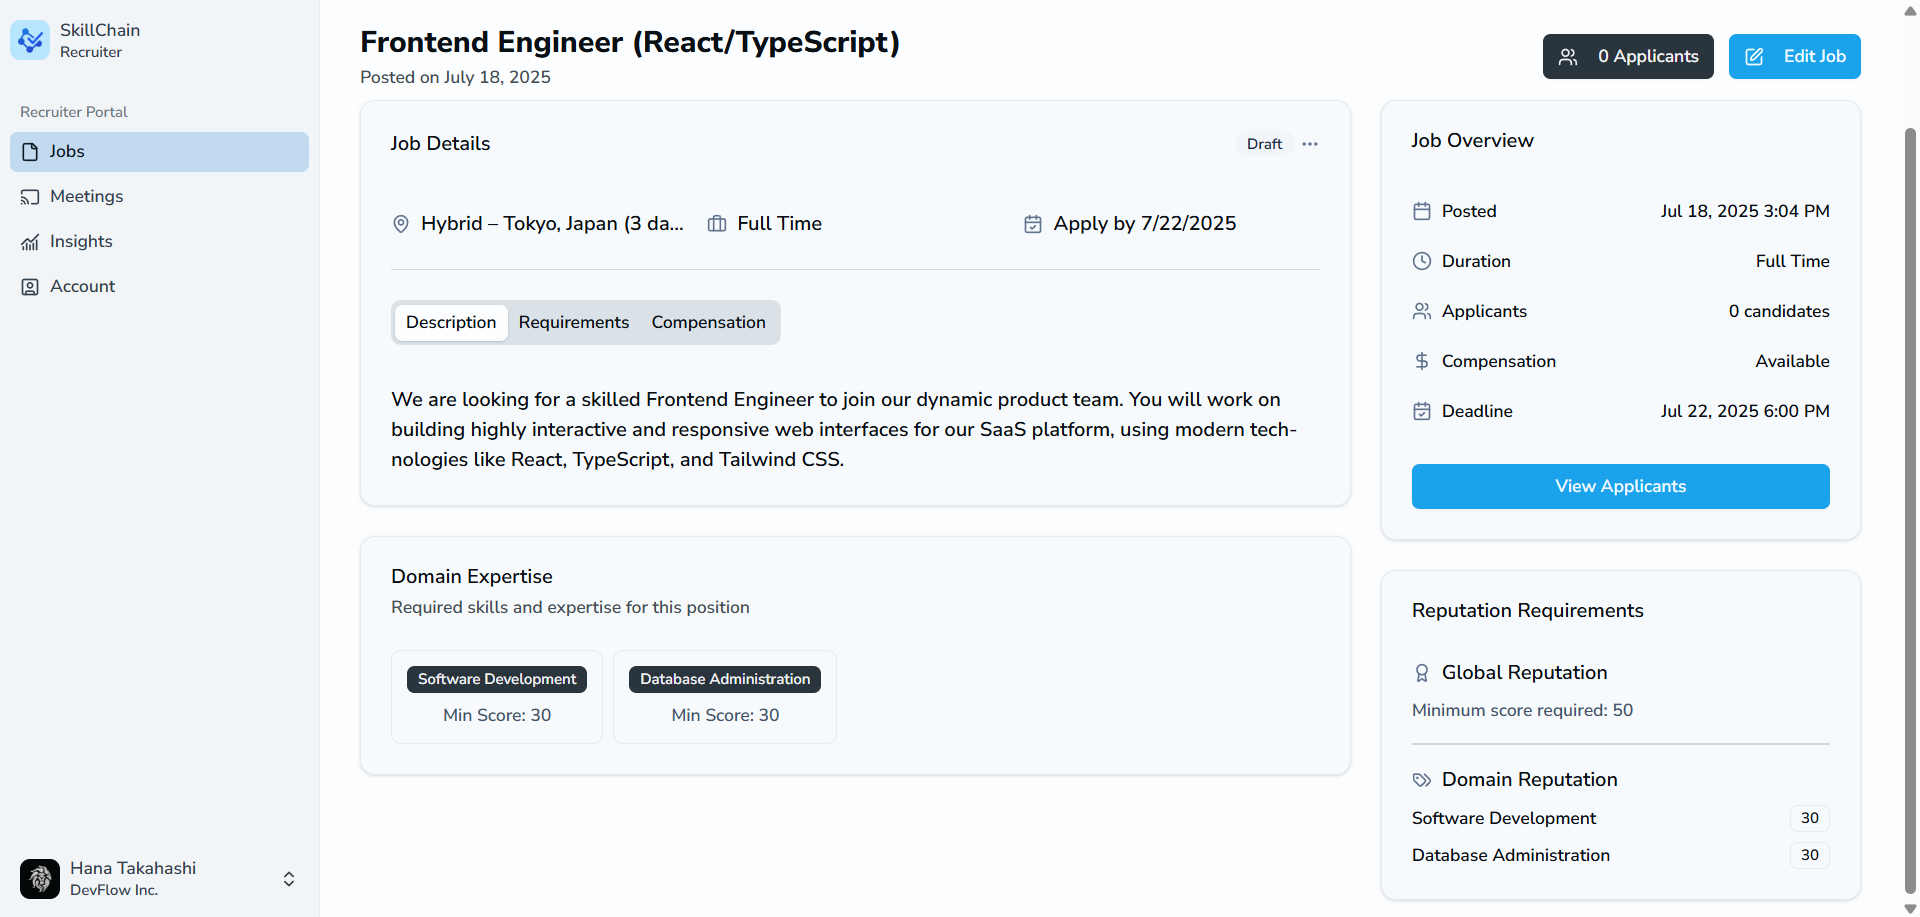 SkillChain
Recruiter
Recruiter Portal
Jobs
Meetings
Insights
Account
Hana Takahashi
DevFlow Inc.
Frontend Engineer (React/TypeScript)
Posted on July 18, 2025
0 Applicants
Edit Job
Job Details
Draft
Hybrid – Tokyo, Japan (3 da...
Full Time
Apply by 7/22/2025
Description
Requirements
Compensation
We are looking for a skilled Frontend Engineer to join our dynamic product team. You will work on
building highly interactive and responsive web interfaces for our SaaS platform, using modern tech-
nologies like React, TypeScript, and Tailwind CSS.
Domain Expertise
Required skills and expertise for this position
Software Development
Min Score: 30
Database Administration
Min Score: 30
Job Overview
Posted Jul 18, 2025 3:04 PM
Duration Full Time
Applicants 0 candidates
Compensation Available
Deadline Jul 22, 2025 6:00 PM
View Applicants
Reputation Requirements
Global Reputation
Minimum score required: 50
Domain Reputation
Software Development 30
Database Administration 30